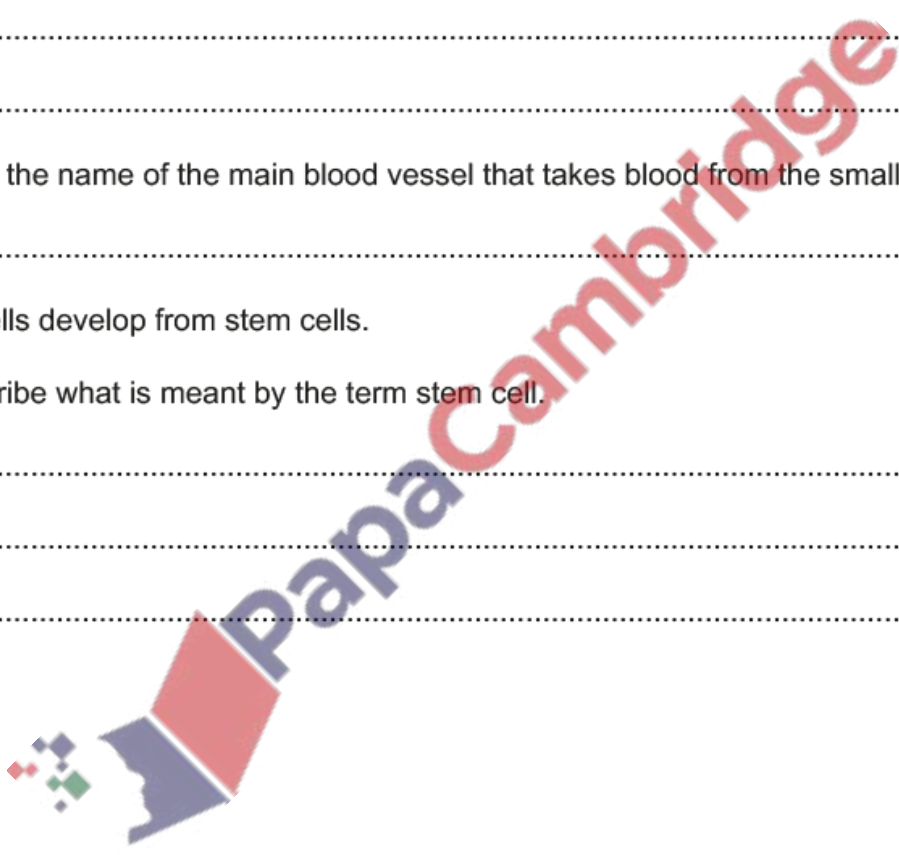 the name of the main blood vessel that takes blood from the small
lls develop from stem cells.
ribe what is meant by the term stem cell.
PapaCambridge